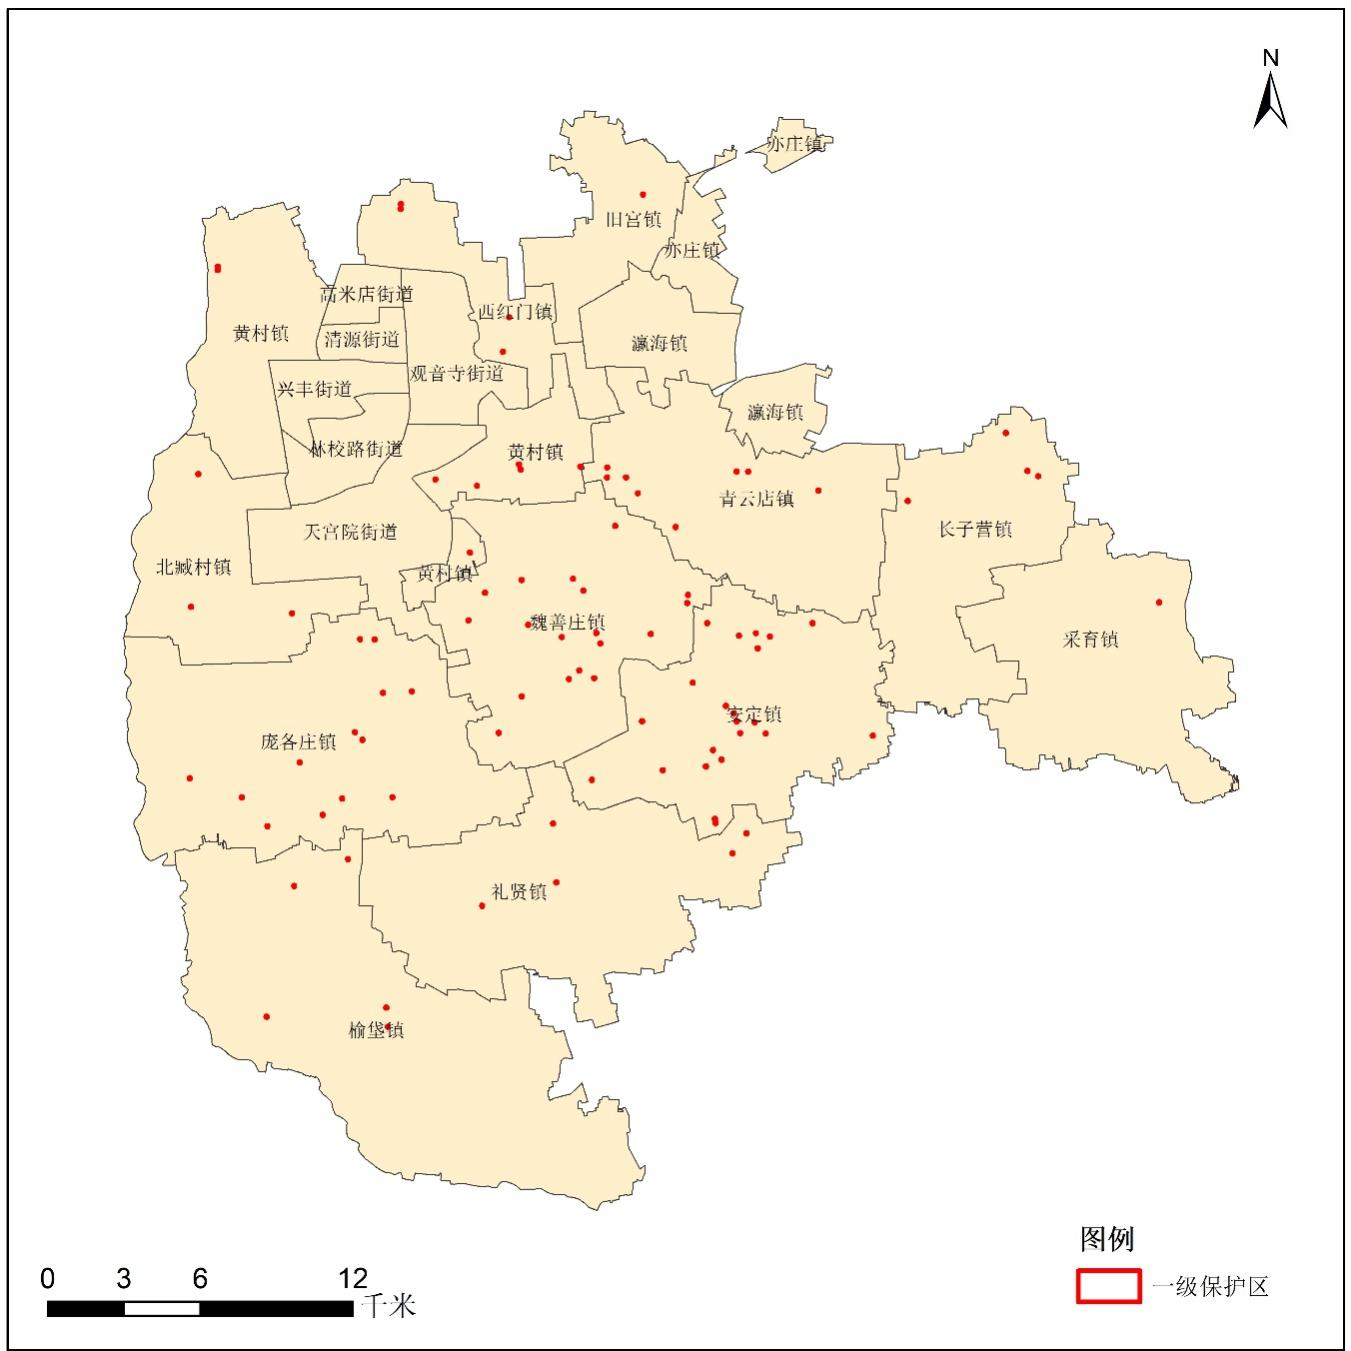 N
亦庄镇
旧宫镇
亦庄镇
高米店街道
西红门镇
黄村镇
清源街道
瀛海镇
观音寺街道
兴丰街道
瀛海镇
林校路街道
黄村镇
青云店镇
天宫院街道
长子营镇
北臧村镇
黄村镇
魏善庄镇
采育镇
安定镇
庞各庄镇
礼贤镇
榆垡镇
图例
一级保护区
0 3 6 12
千米